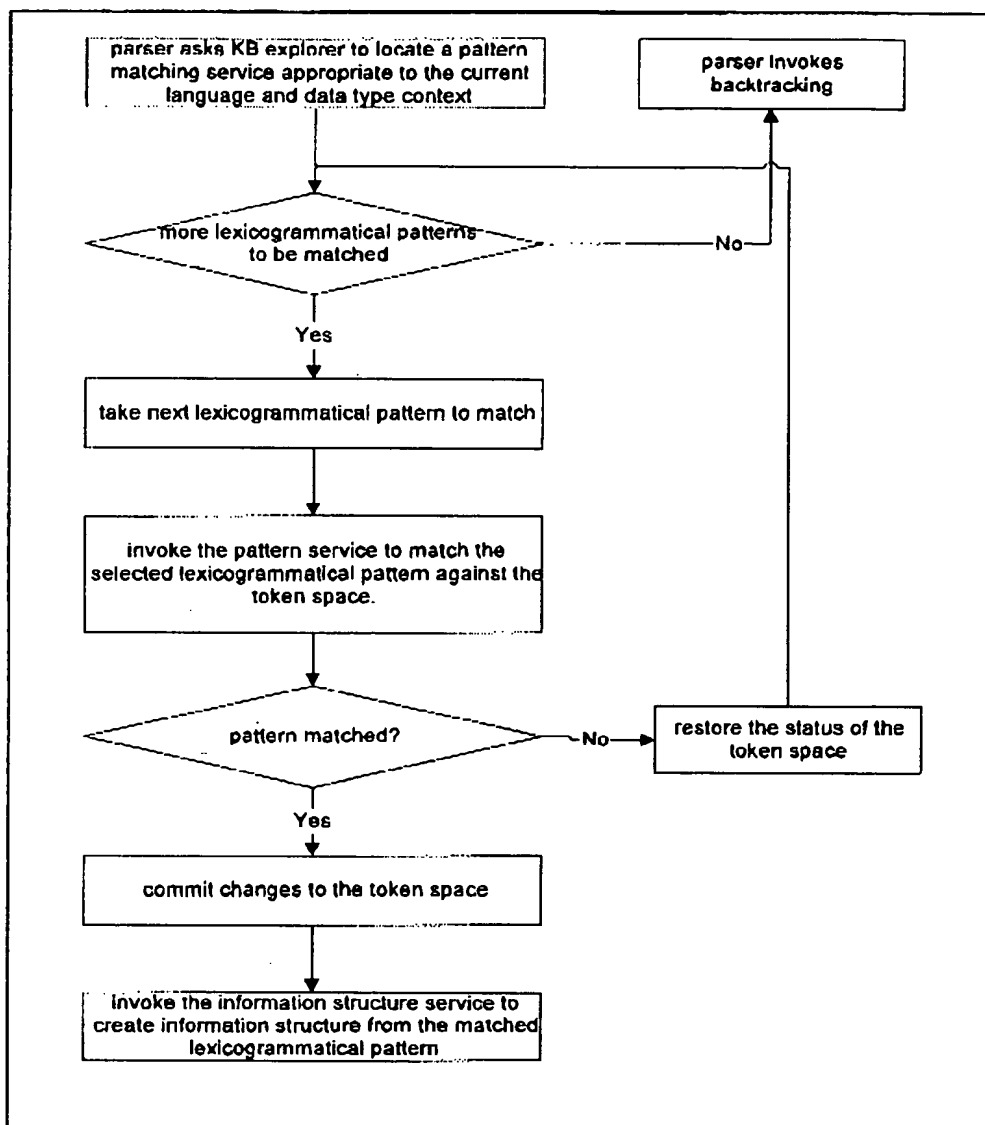 parser asks KB explorer to locate a pattern
matching service appropriate to the current
language and data type context
parser invokes
backtracking
more lexicogrammatical patterns
to be matched
No
Yes
take next lexicogrammatical pattern to match
invoke the pattern service to match the
selected lexicogrammatical pattern against the
token space.
pattern matched?
No
restore the status of the
token space
Yes
commit changes to the token space
invoke the information structure service to
create information structure from the matched
lexicogrammatical pattern